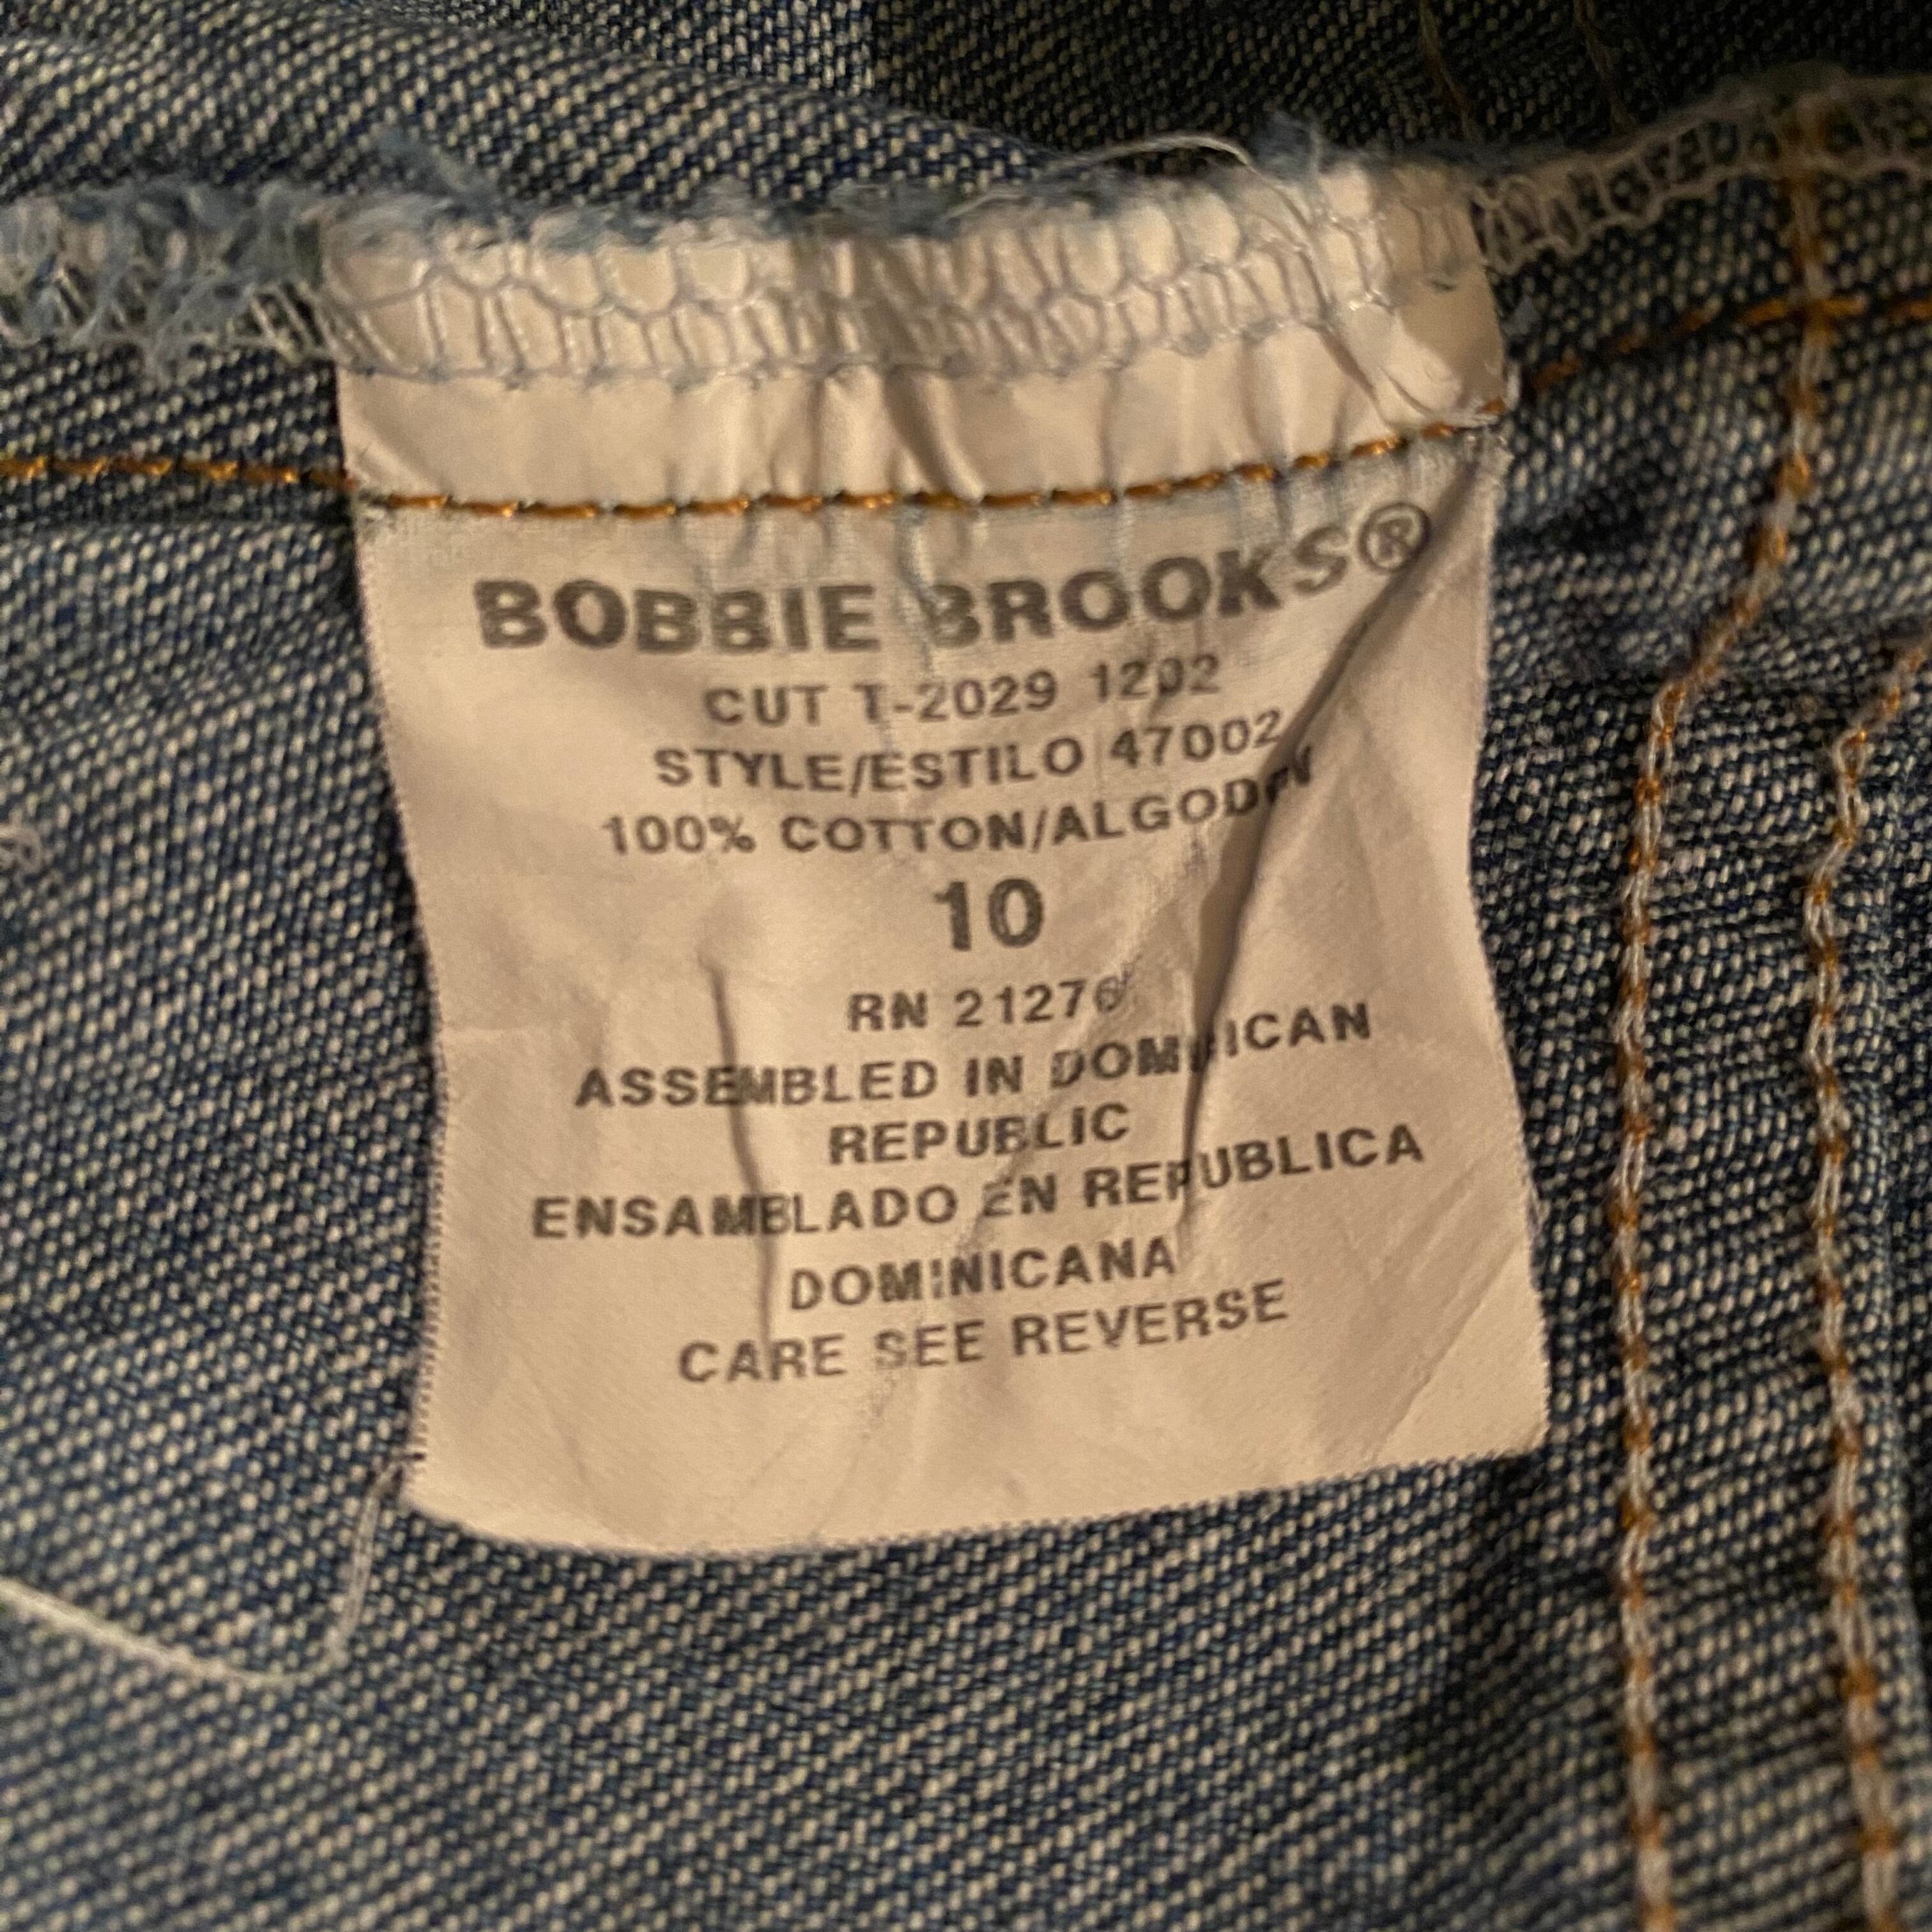 BOBBIE BROOKS®
CUT T-2029 1202
STYLE/ESTILO 47002
100% COTTON/ALGODON
10
RN 21276
ASSEMBLED IN DOMINICAN
REPUBLIC
ENSAMBLADO EN REPUBLICA
DOMINICANA
CARE SEE REVERSE